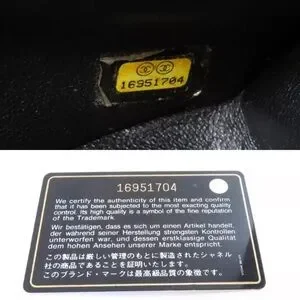 16951704
16951704
We certify the authenticity of this item and confirm
that it has been subjected to the most exacting quality
control. Its high quality is a symbol of the fine reputation
of the Trademark.
Wir bestätigen, dass es sich um einen Artikel handelt,
der während seiner Herstellung strengsten Kontrollen
unterworfen war, und dessen erstklassige Qualität
dem hohen Ansehen unserer Marke entspricht.
この製品は厳しい管理のもとに製造されたシャネル
社の商品であることを証明いたします。
このブランド・マークは最高級品質の象徴です。